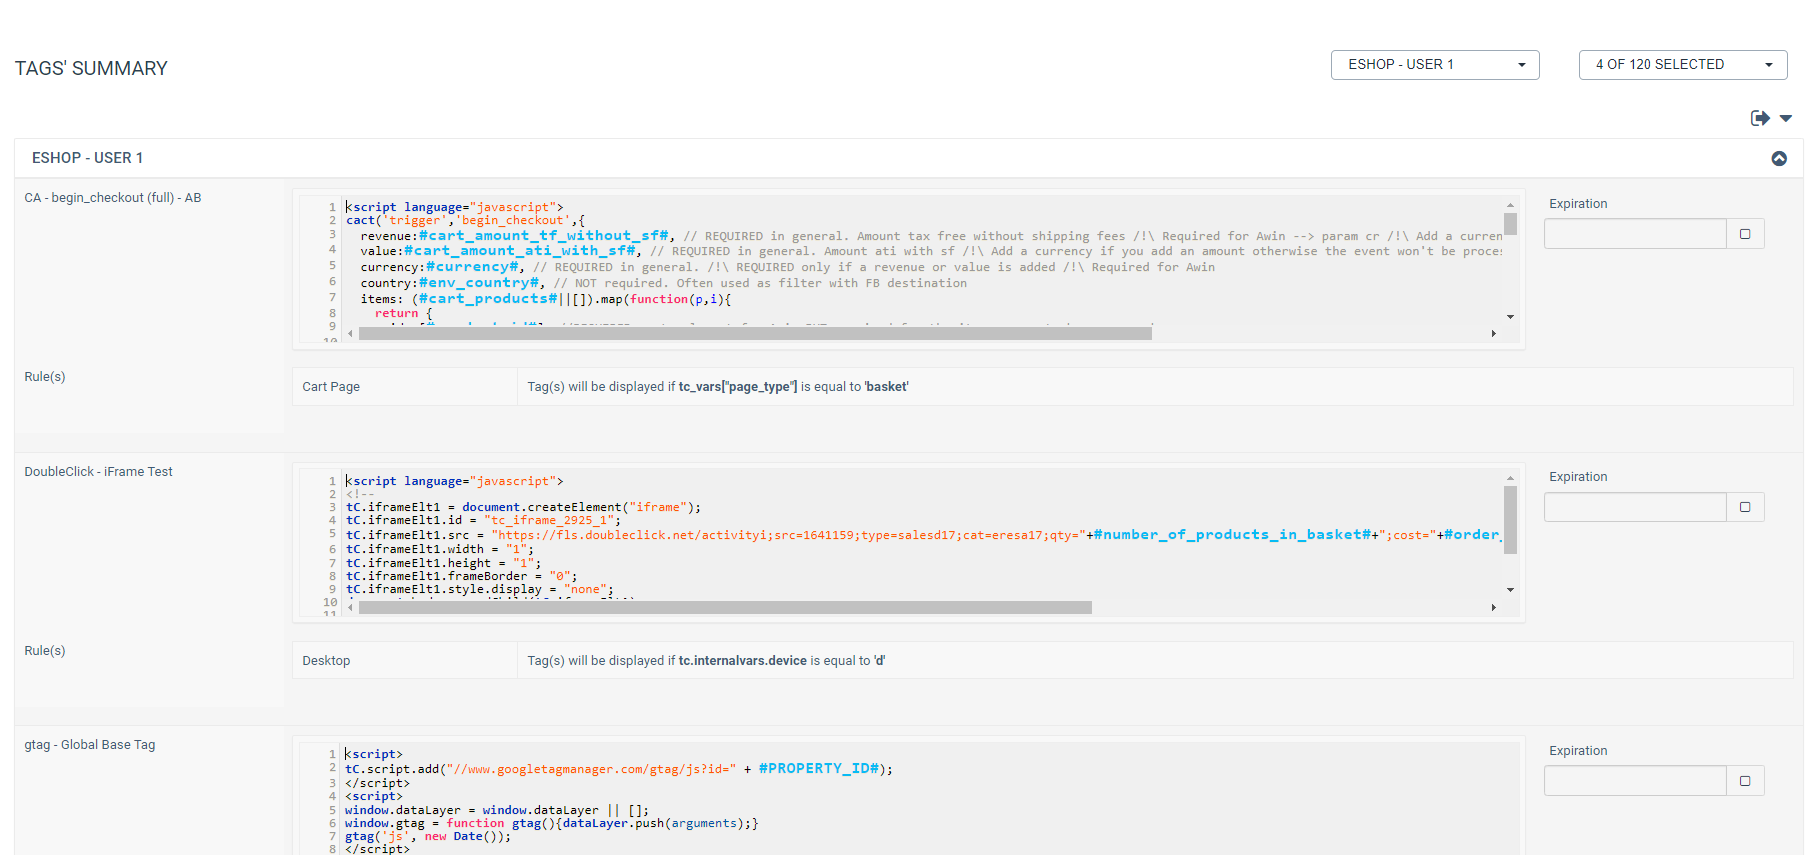 TAGS' SUMMARY
ESHOP - USER 1
4 OF 120 SELECTED
ESHOP - USER 1
CA - begin_checkout (full) - AB
1 <script language="javascript">
2 cact('trigger','begin_checkout',{
3 revenue:#cart_amount_tf_without_sf#, // REQUIRED in general. Amount tax free without shipping fees /!\ Required for Awin --> param cr /!\ Add a curren
4 value:#cart_amount_ati_with_sf#, // REQUIRED in general. Amount ati with sf /!\ Add a currency if you add an amount otherwise the event won't be proces
5 currency:#currency#, // REQUIRED in general. /!\ REQUIRED only if a revenue or value is added /!\ Required for Awin
6 country:#env_country#, // NOT required. Often used as filter with FB destination
7 items: (#cart_products#||[]).map(function(p,i){
8 return {
9
10
Expiration
Rule(s)
Cart Page
Tag(s) will be displayed if tc_vars["page_type"] is equal to 'basket'
DoubleClick - iFrame Test
1 <script language="javascript">
2 <!--
3 tC.iframeElt1 = document.createElement("iframe");
4 tC.iframeElt1.id = "tc_iframe_2925_1";
5 tC.iframeElt1.src = "https://fls.doubleclick.net/activityi;src=1641159;type=salesd17;cat=eresa17;qty="+#number_of_products_in_basket#+";cost="+#order_
6 tC.iframeElt1.width = "1";
7 tC.iframeElt1.height = "1";
8 tC.iframeElt1.frameBorder = "0";
9 tC.iframeElt1.style.display = "none";
10
11
Expiration
Rule(s)
Desktop
Tag(s) will be displayed if tc.internalvars.device is equal to 'd'
gtag - Global Base Tag
1 <script>
2 tC.script.add("//www.googletagmanager.com/gtag/js?id=" + #PROPERTY_ID#);
3 </script>
4 <script>
5 window.dataLayer = window.dataLayer || [];
6 window.gtag = function gtag(){dataLayer.push(arguments);}
7 gtag('js', new Date());
8 </script>
Expiration